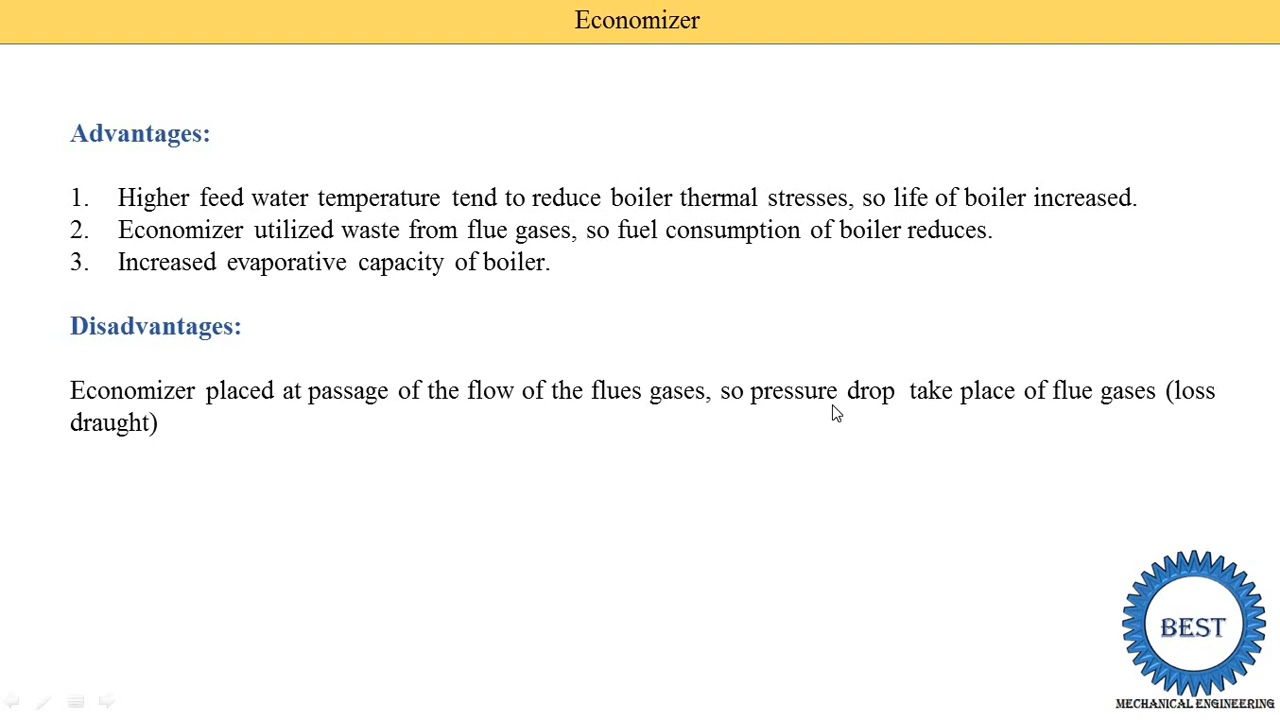 Economizer
Advantages:
1. Higher feed water temperature tend to reduce boiler thermal stresses, so life of boiler increased.
2. Economizer utilized waste from flue gases, so fuel consumption of boiler reduces.
3. Increased evaporative capacity of boiler.
Disadvantages:
Economizer placed at passage of the flow of the flues gases, so pressure drop take place of flue gases (loss
draught)
BEST
MECHANICAL ENGINEERING